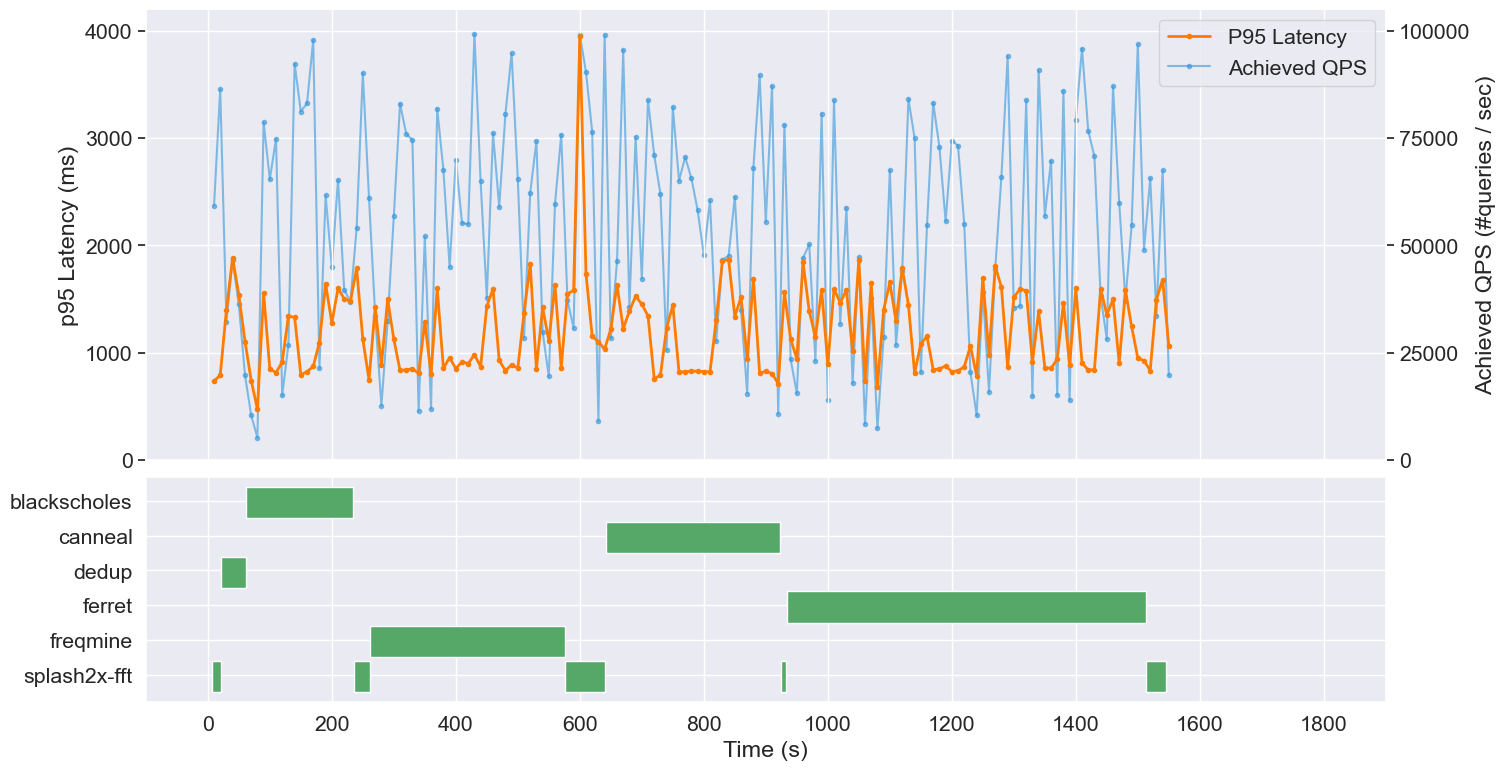 P95 Latency
Achieved QPS
p95 Latency (ms)
4000
3000
2000
1000
0
Achieved QPS (#queries / sec)
100000
75000
50000
25000
0
blackscholes
canneal
dedup
ferret
freqmine
splash2x-fft
0 200 400 600 800 1000 1200 1400 1600 1800
Time (s)